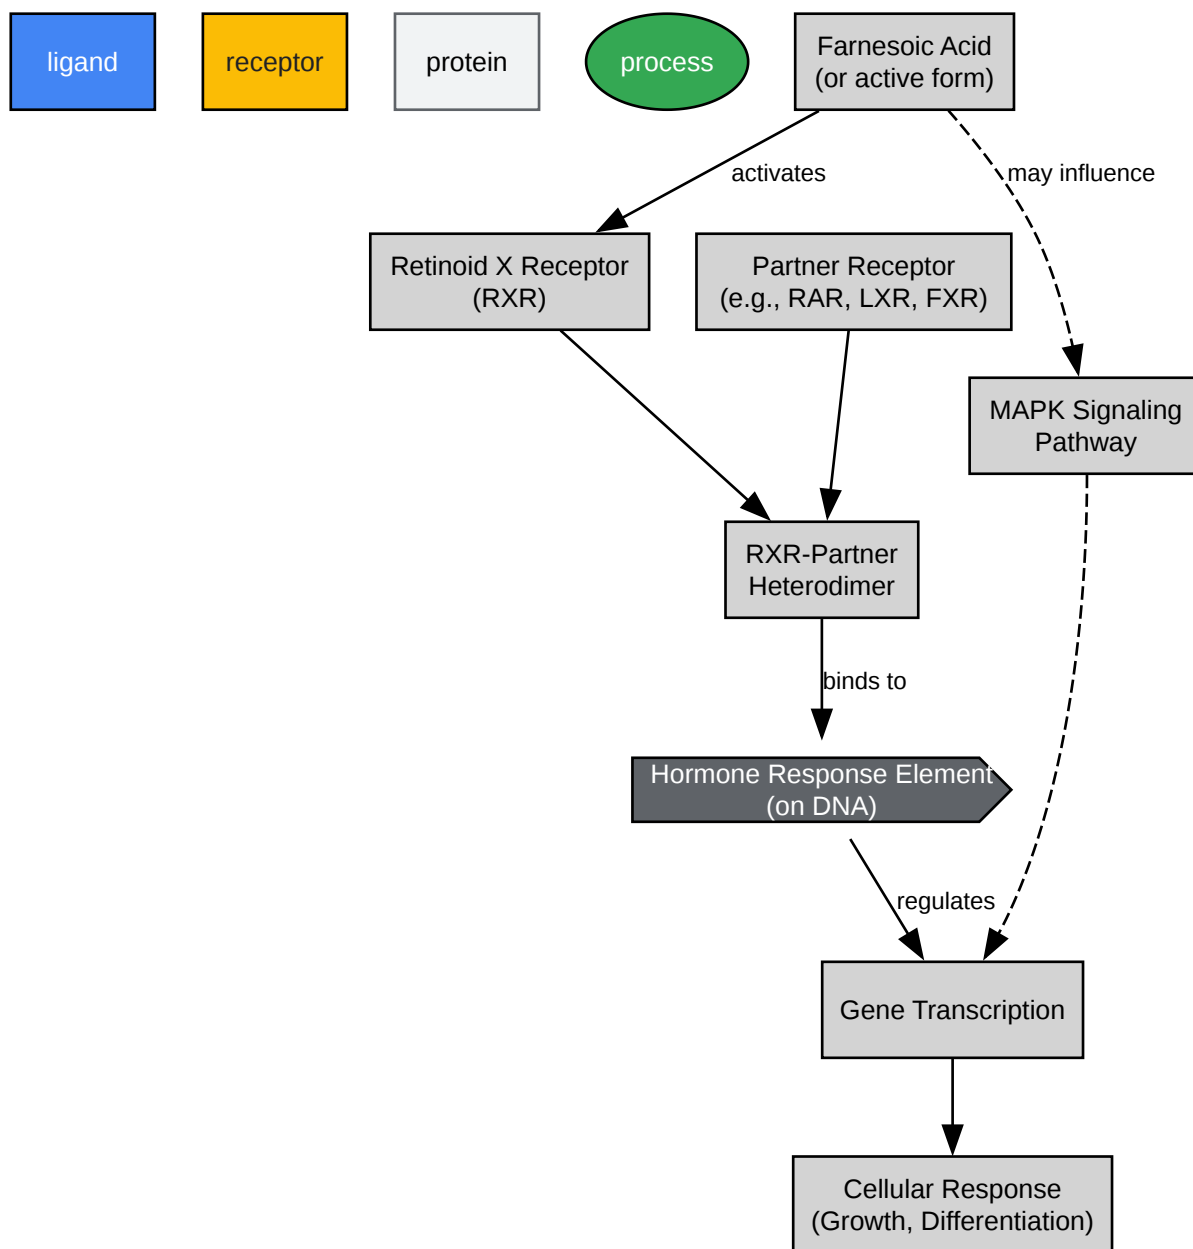 ligand
receptor
protein
process
Farnesoic Acid
(or active form)
activates
may influence
Retinoid X Receptor
(RXR)
Partner Receptor
(e.g., RAR, LXR, FXR)
MAPK Signaling
Pathway
RXR-Partner
Heterodimer
binds to
Hormone Response Element
(on DNA)
regulates
Gene Transcription
Cellular Response
(Growth, Differentiation)